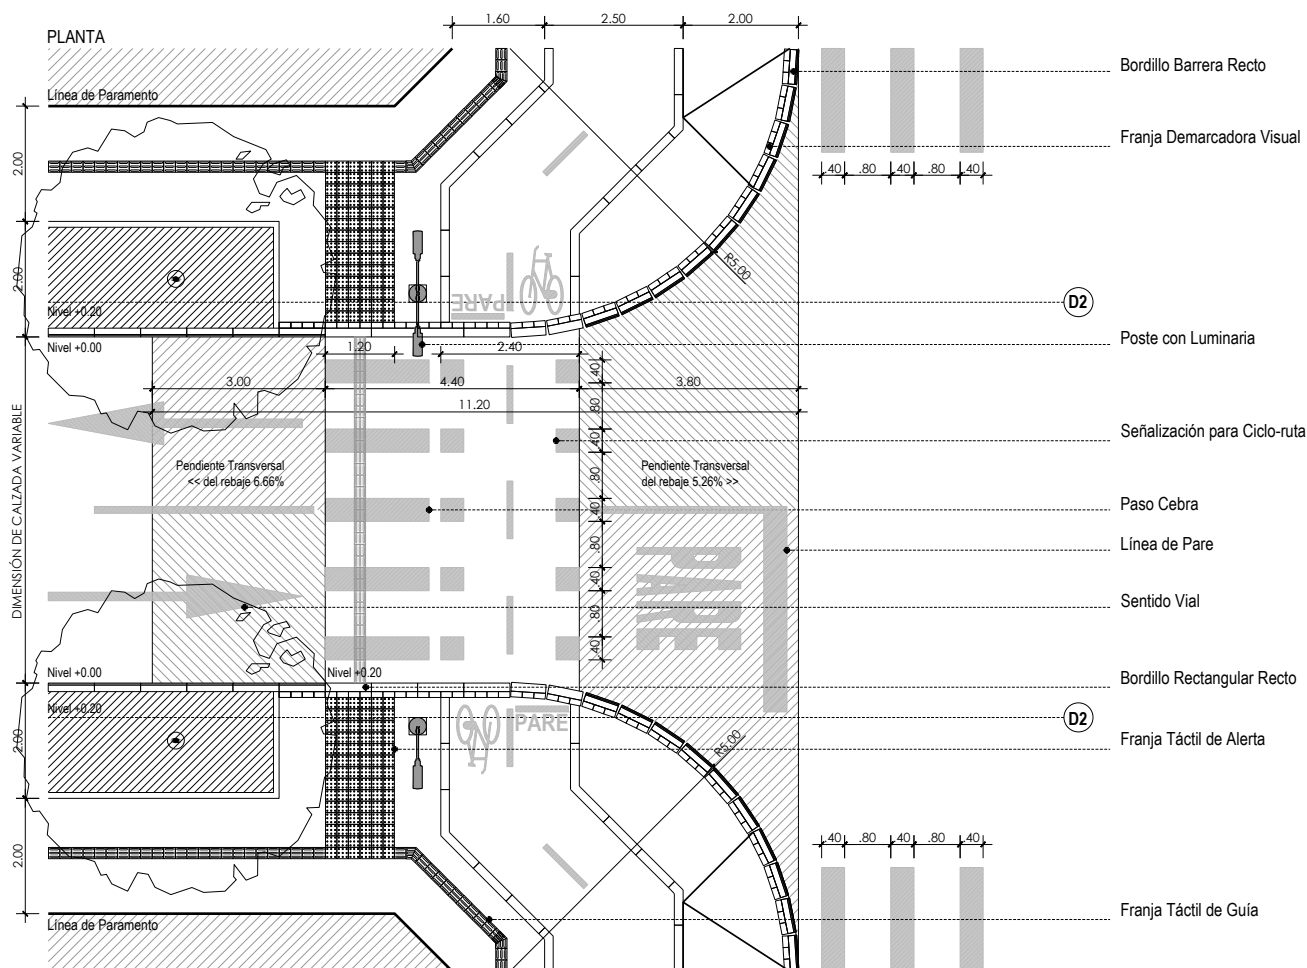 PLANTA
1.60
2.50
2.00
Bordillo Barrera Recto
Línea de Paramento
Franja Demarcadora Visual
2.00
.40
.80
.40
.80
.40
R5.00
2.00
PARE
Nivel +0.20
D2
Nivel +0.00
Poste con Luminaria
1.20
2.40
3.00
4.40
3.80
11.20
.40
.80
.40
.80
.40
.80
.40
.80
.40
Señalización para Ciclo-ruta
DIMENSIÓN DE CALZADA VARIABLE
Pendiente Transversal
<< del rebaje 6.66%
Pendiente Transversal
del rebaje 5.26% >>
Paso Cebra
Línea de Pare
PARE
Sentido Vial
Nivel +0.00
Nivel +0.20
Bordillo Rectangular Recto
Nivel +0.20
D2
PARE
2.00
R5.00
Franja Táctil de Alerta
2.00
.40
.80
.40
.80
.40
Línea de Paramento
Franja Táctil de Guía